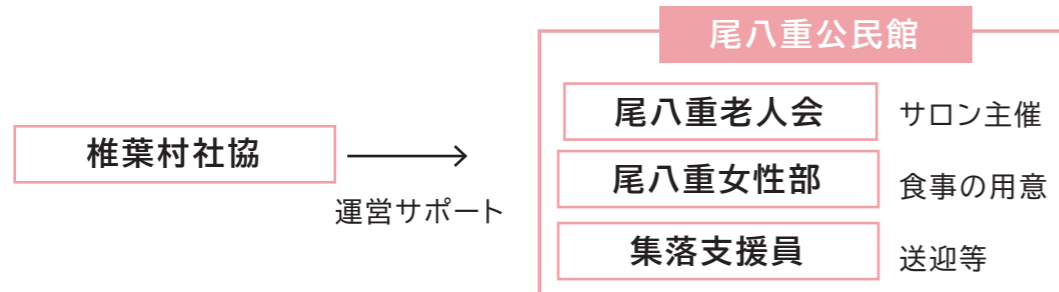 尾八重公民館
椎葉村社協
運営サポート
尾八重老人会 サロン主催
尾八重女性部 食事の用意
集落支援員 送迎等